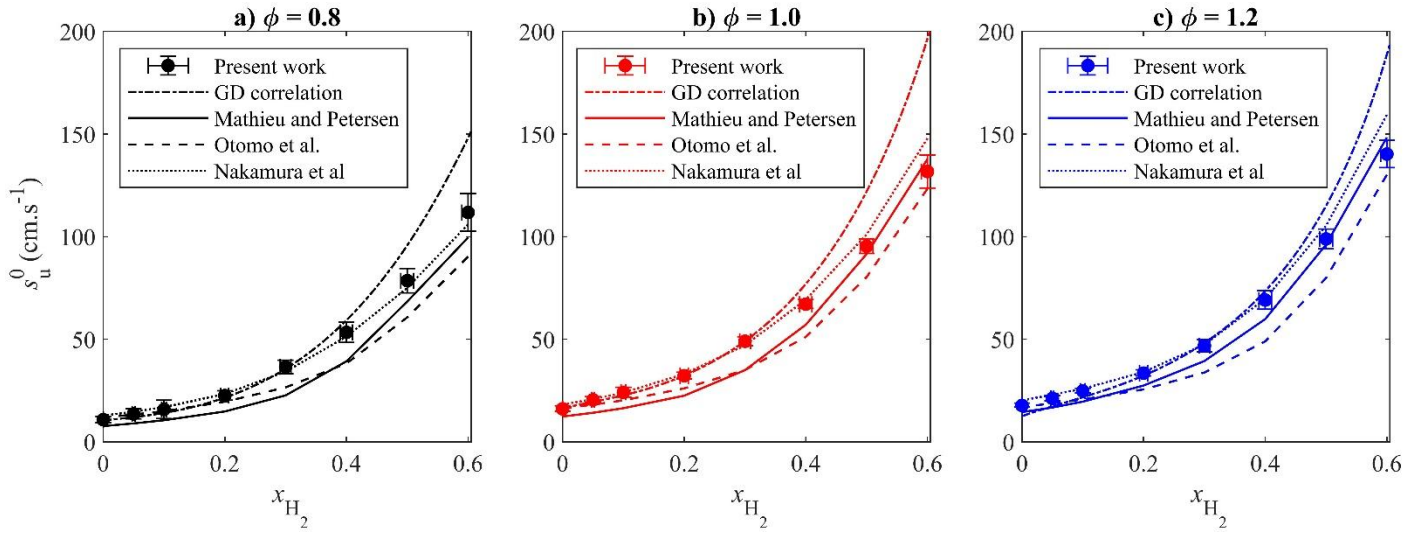 a) ϕ = 0.8
200
150
100
50
0
s_u^0 (cm.s^-1)
Present work
GD correlation
Mathieu and Petersen
Otomo et al.
Nakamura et al
0 0.2 0.4 0.6
x_H_2
b) ϕ = 1.0
200
150
100
50
0
Present work
GD correlation
Mathieu and Petersen
Otomo et al.
Nakamura et al
0 0.2 0.4 0.6
x_H_2
c) ϕ = 1.2
200
150
100
50
0
Present work
GD correlation
Mathieu and Petersen
Otomo et al.
Nakamura et al
0 0.2 0.4 0.6
x_H_2